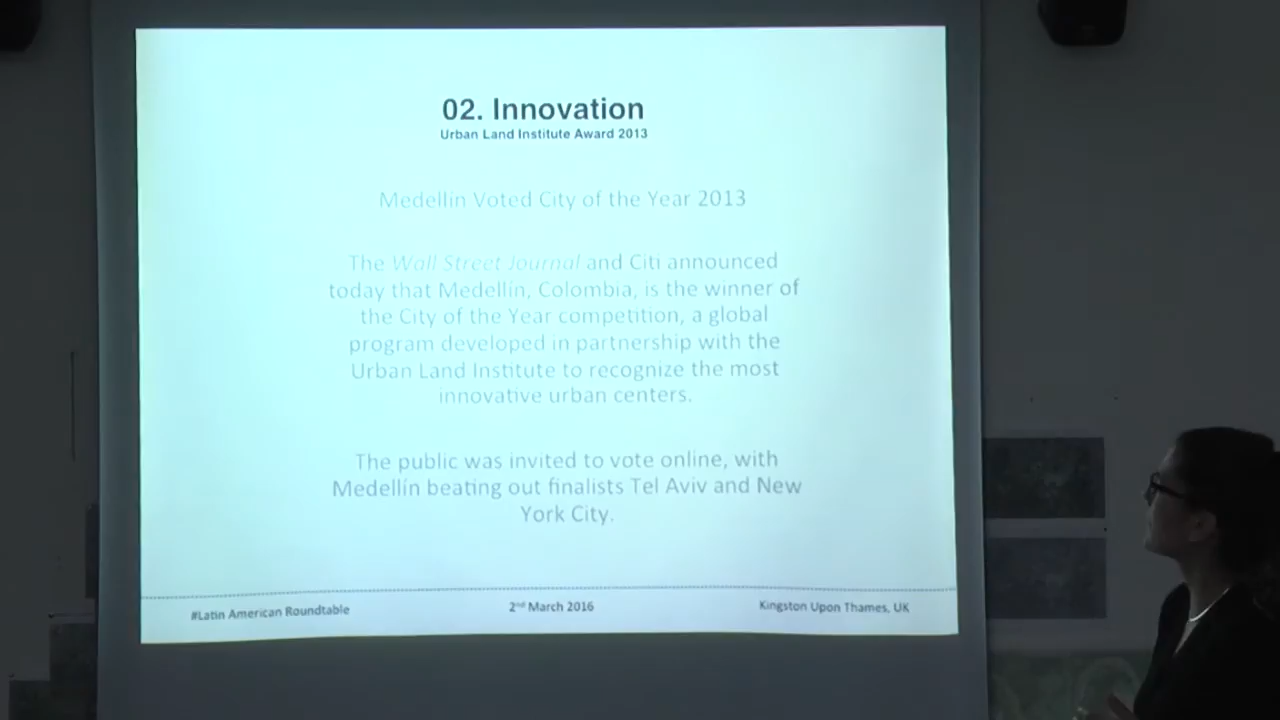 02. Innovation
Urban Land Institute Award 2013
Medellín Voted City of the Year 2013
The Wall Street Journal and Citi announced
today that Medellín, Colombia, is the winner of
the City of the Year competition, a global
program developed in partnership with the
Urban Land Institute to recognize the most
innovative urban centers.
The public was invited to vote online, with
Medellín beating out finalists Tel Aviv and New
York City.
#Latin American Roundtable
2nd March 2016
Kingston Upon Thames, UK